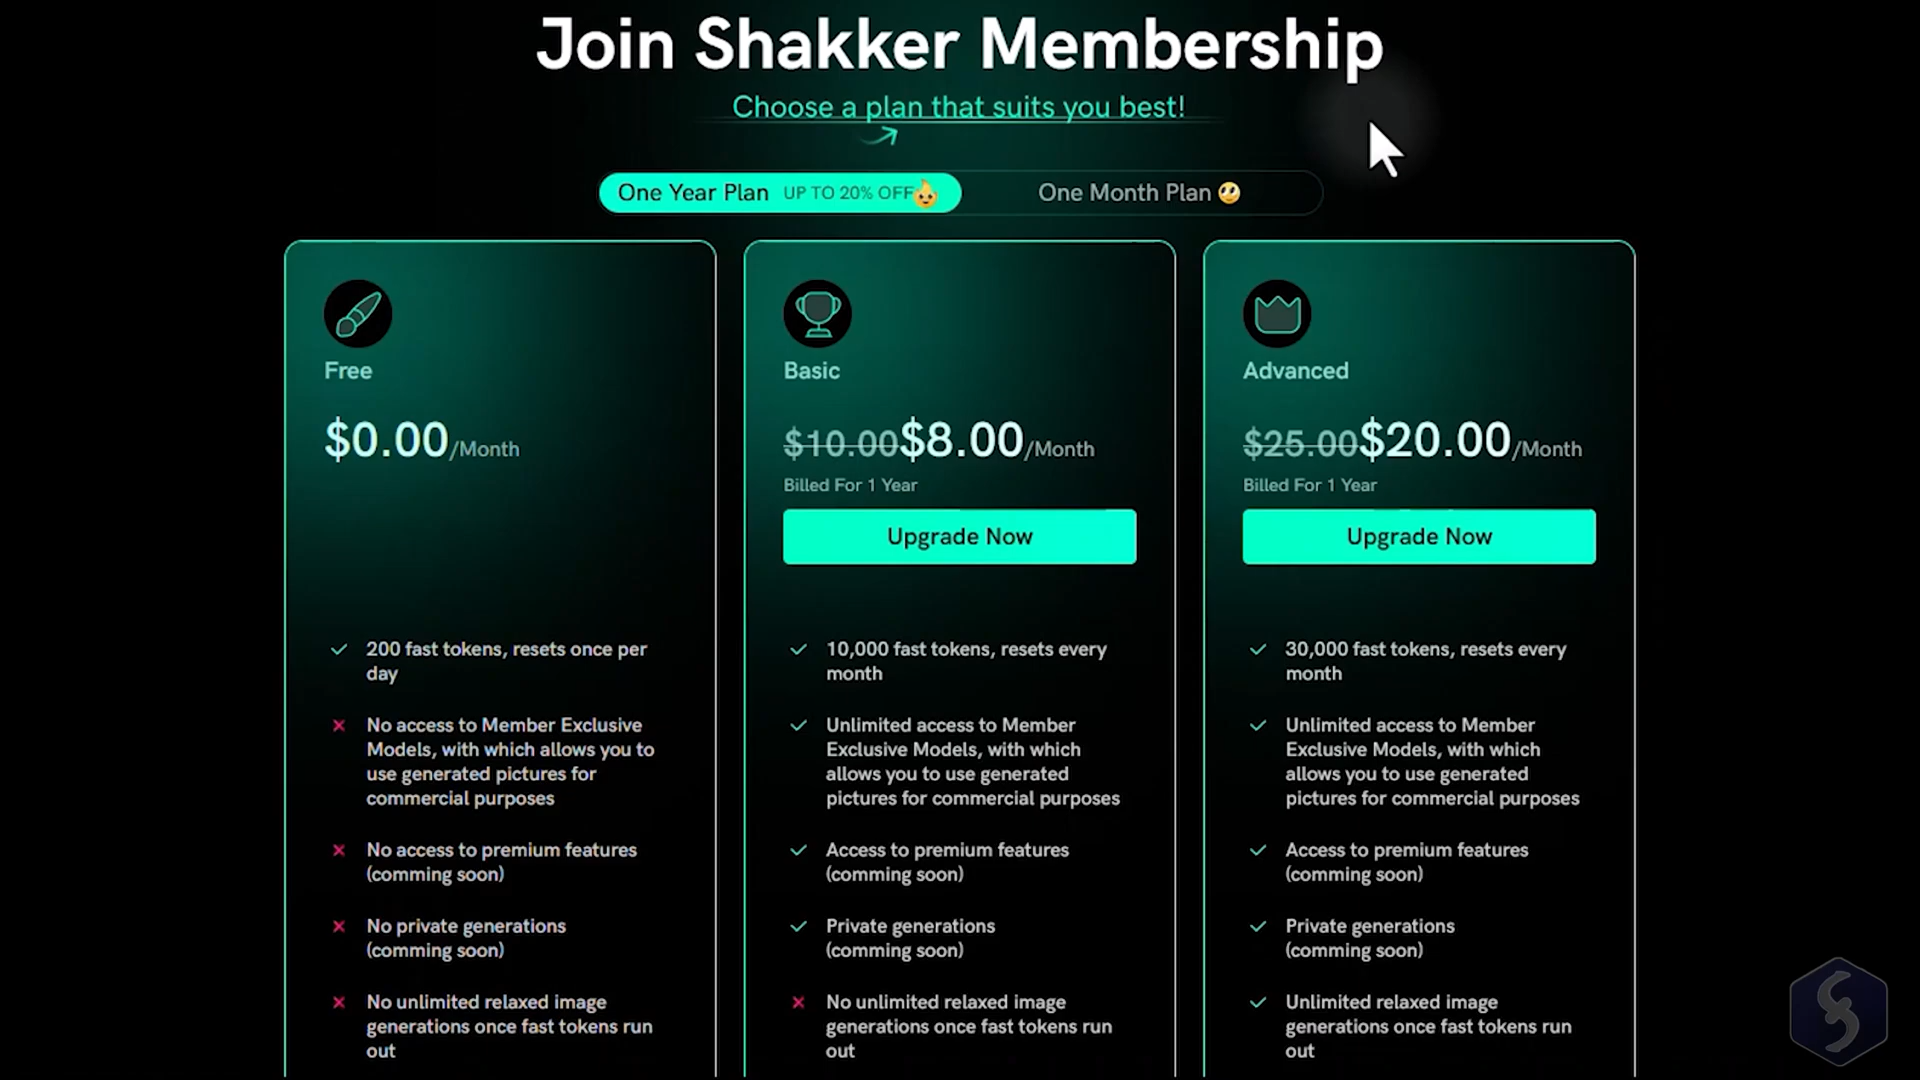 Join Shakker Membership
Choose a plan that suits you best!
One Year Plan UP TO 20% OFF
One Month Plan
Free
$0.00/Month
200 fast tokens, resets once per
day
No access to Member Exclusive
Models, with which allows you to
use generated pictures for
commercial purposes
No access to premium features
(comming soon)
No private generations
(comming soon)
No unlimited relaxed image
generations once fast tokens run
out
Basic
$10.00$8.00/Month
Billed For 1 Year
Upgrade Now
10,000 fast tokens, resets every
month
Unlimited access to Member
Exclusive Models, with which
allows you to use generated
pictures for commercial purposes
Access to premium features
(comming soon)
Private generations
(comming soon)
No unlimited relaxed image
generations once fast tokens run
out
Advanced
$25.00$20.00/Month
Billed For 1 Year
Upgrade Now
30,000 fast tokens, resets every
month
Unlimited access to Member
Exclusive Models, with which
allows you to use generated
pictures for commercial purposes
Access to premium features
(comming soon)
Private generations
(comming soon)
Unlimited relaxed image
generations once fast tokens run
out